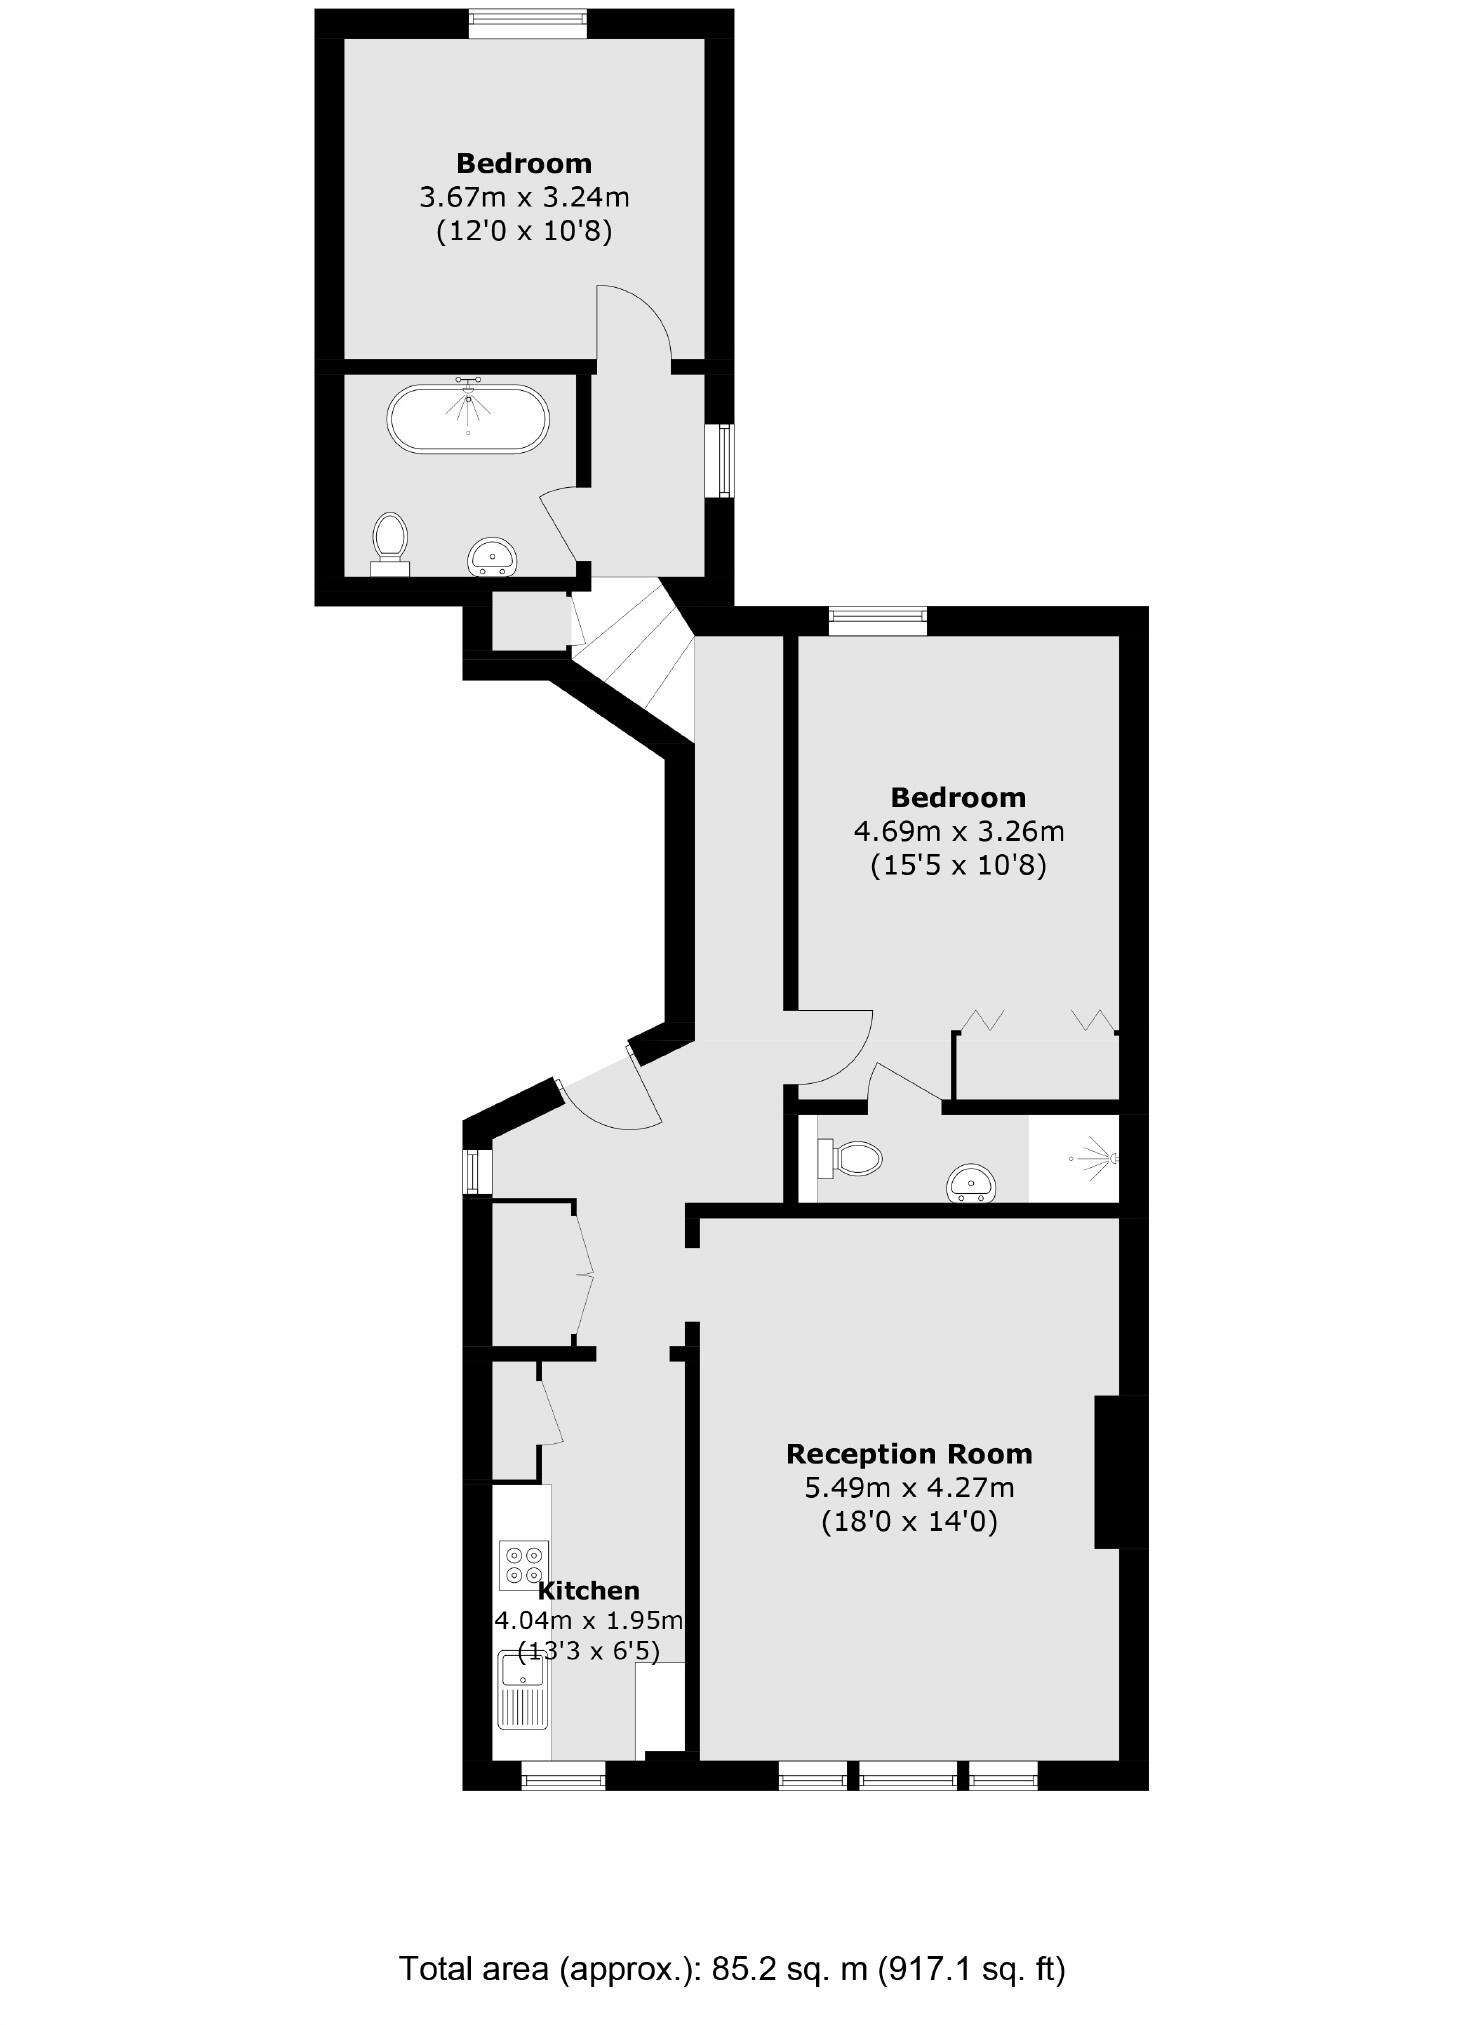 Bedroom
3.67m x 3.24m
(12'0 x 10'8)
Bedroom
4.69m x 3.26m
(15'5 x 10'8)
Reception Room
5.49m x 4.27m
(18'0 x 14'0)
Kitchen
4.04m x 1.95m
(13'3 x 6'5)
Total area (approx.): 85.2 sq. m (917.1 sq. ft)